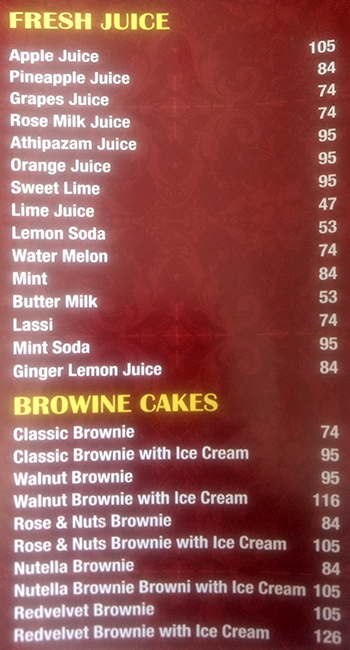 FRESH JUICE
Apple Juice 105
Pineapple Juice 84
Grapes Juice 74
Rose Milk Juice 74
Athipazam Juice 95
Orange Juice 95
Sweet Lime 95
Lime Juice 47
Lemon Soda 53
Water Melon 74
Mint 84
Butter Milk 53
Lassi 74
Mint Soda 95
Ginger Lemon Juice 84
BROWINE CAKES
Classic Brownie 74
Classic Brownie with Ice Cream 95
Walnut Brownie 95
Walnut Brownie with Ice Cream 116
Rose & Nuts Brownie 84
Rose & Nuts Brownie with Ice Cream 105
Nutella Brownie 84
Nutella Brownie Browni with Ice Cream 105
Redvelvet Brownie 105
Redvelvet Brownie with Ice Cream 126